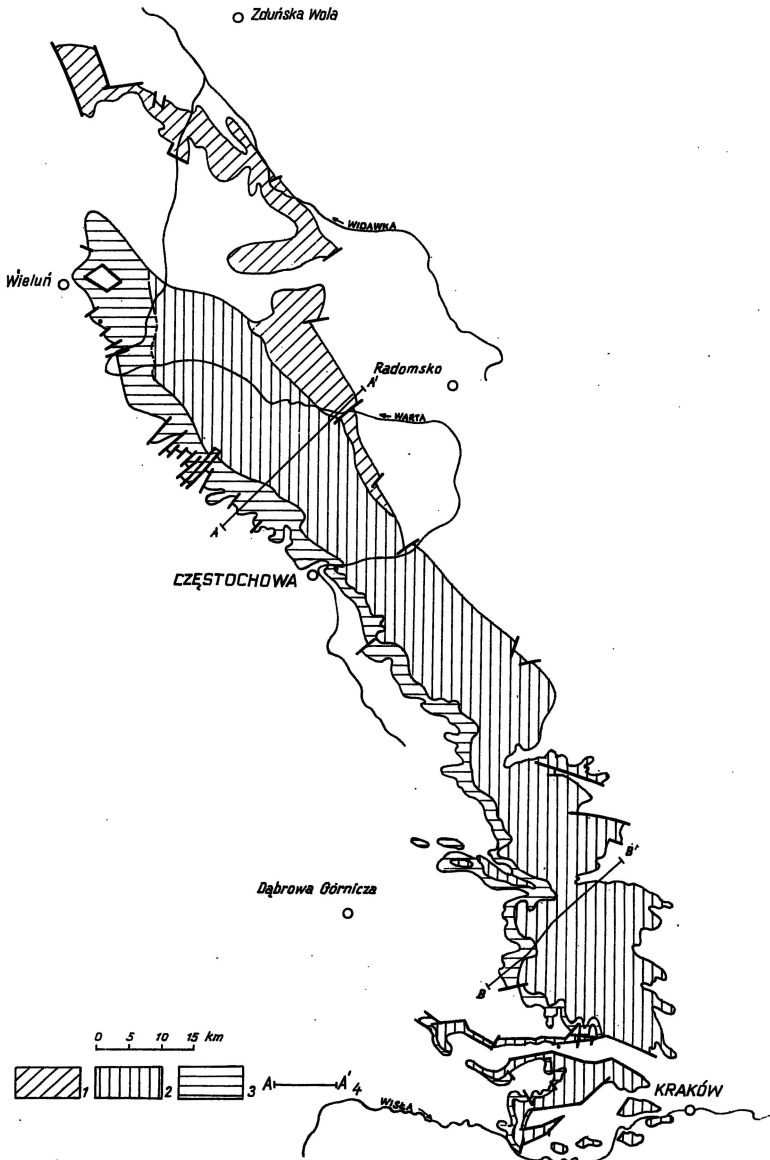 Zduńska Wola
WIDAWKA
Wieluń
Radomsko
A'
WARTA
A
CZĘSTOCHOWA
B'
Dąbrowa Górnicza
B
0 5 10 15 km
1 2 3 A A' 4
KRAKÓW
WISŁA